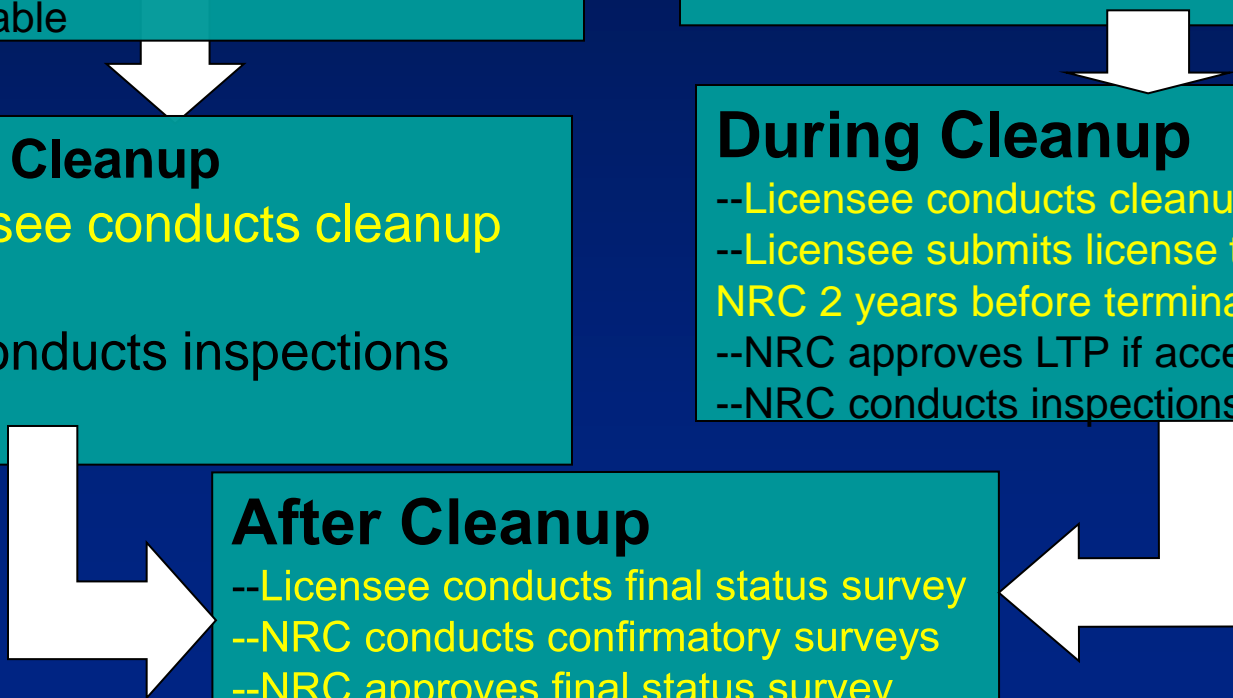 able
Cleanup
see conducts cleanup
onducts inspections
During Cleanup
--Licensee conducts cleanu
--Licensee submits license t
NRC 2 years before termina
--NRC approves LTP if acce
--NRC conducts inspections
After Cleanup
--Licensee conducts final status survey
--NRC conducts confirmatory surveys
--NRC approves final status survey